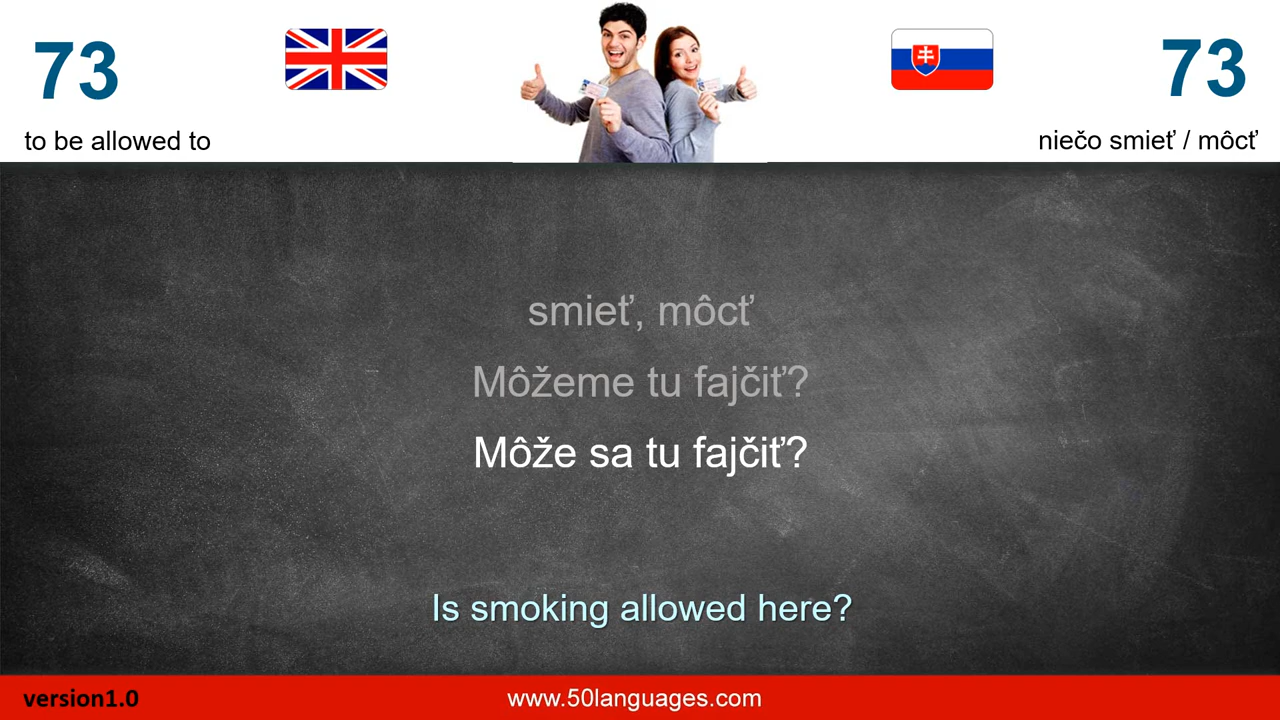 73
73
to be allowed to
niečo smieť / môcť
smieť, môcť
Môžeme tu fajčiť?
Môže sa tu fajčiť?
Is smoking allowed here?
version1.0
www.50languages.com